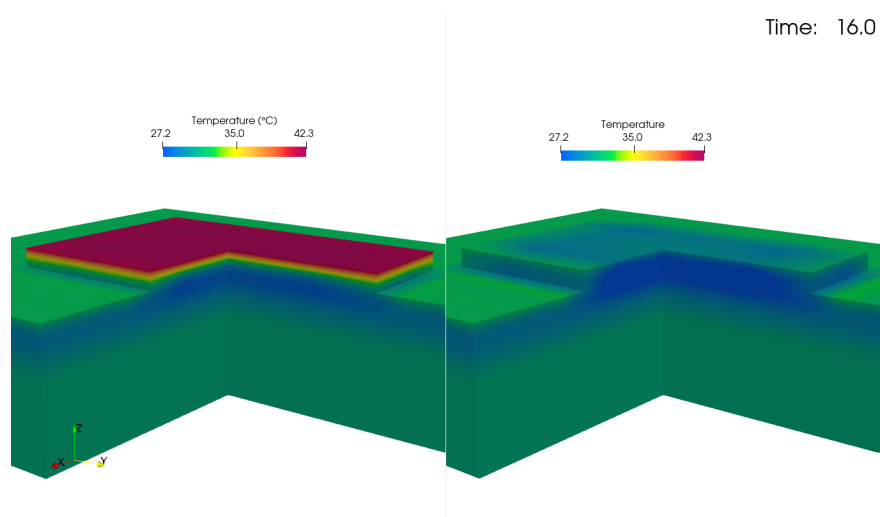 Time: 16.0
Temperature (°C)
27.2 35.0 42.3
Temperature
27.2 35.0 42.3
Z
X
Y